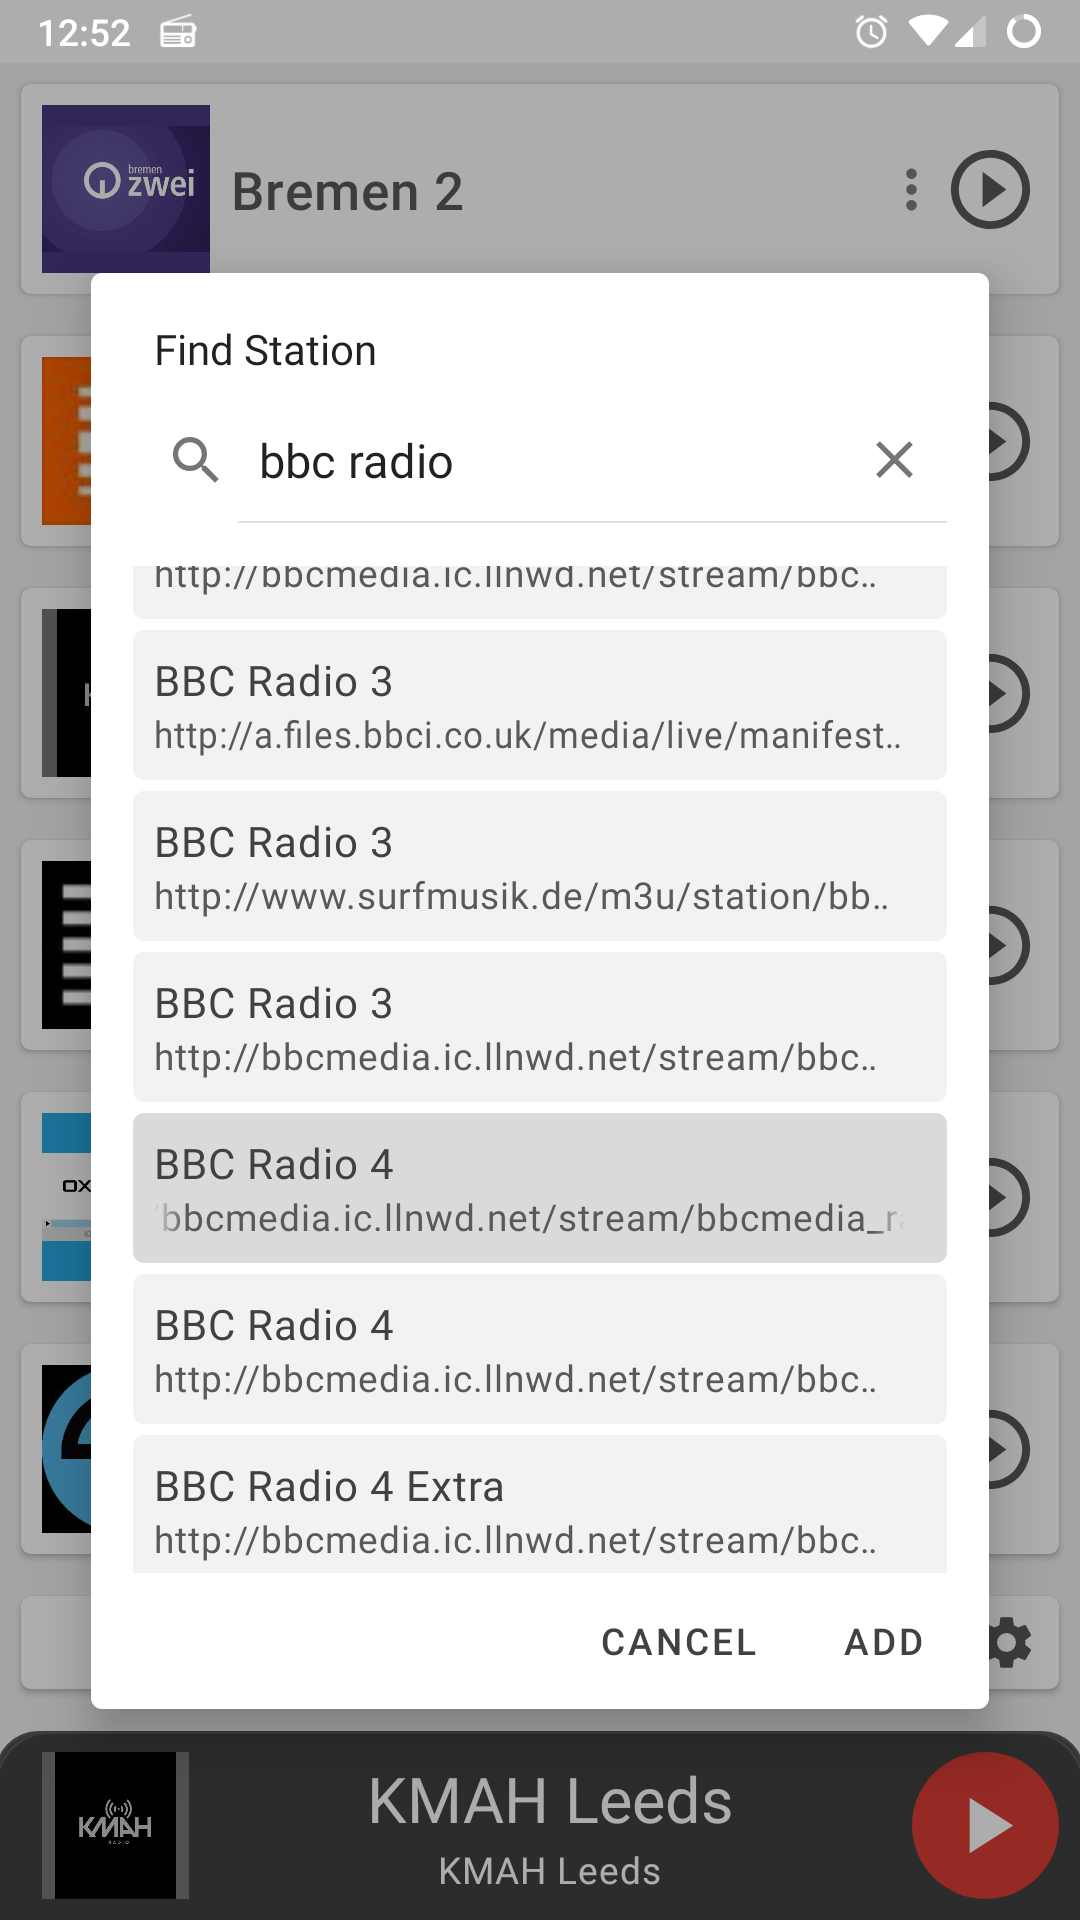 12:52
bremen
zwei
Bremen 2
Find Station
bbc radio
http://bbcmedia.ic.llnwd.net/stream/bbc..
BBC Radio 3
http://a.files.bbci.co.uk/media/live/manifest..
BBC Radio 3
http://www.surfmusik.de/m3u/station/bb..
BBC Radio 3
http://bbcmedia.ic.llnwd.net/stream/bbc..
BBC Radio 4
/bbcmedia.ic.llnwd.net/stream/bbcmedia_ra
OX
BBC Radio 4
http://bbcmedia.ic.llnwd.net/stream/bbc..
BBC Radio 4 Extra
http://bbcmedia.ic.llnwd.net/stream/bbc..
CANCEL
ADD
KMAH
RADIO
KMAH Leeds
KMAH Leeds